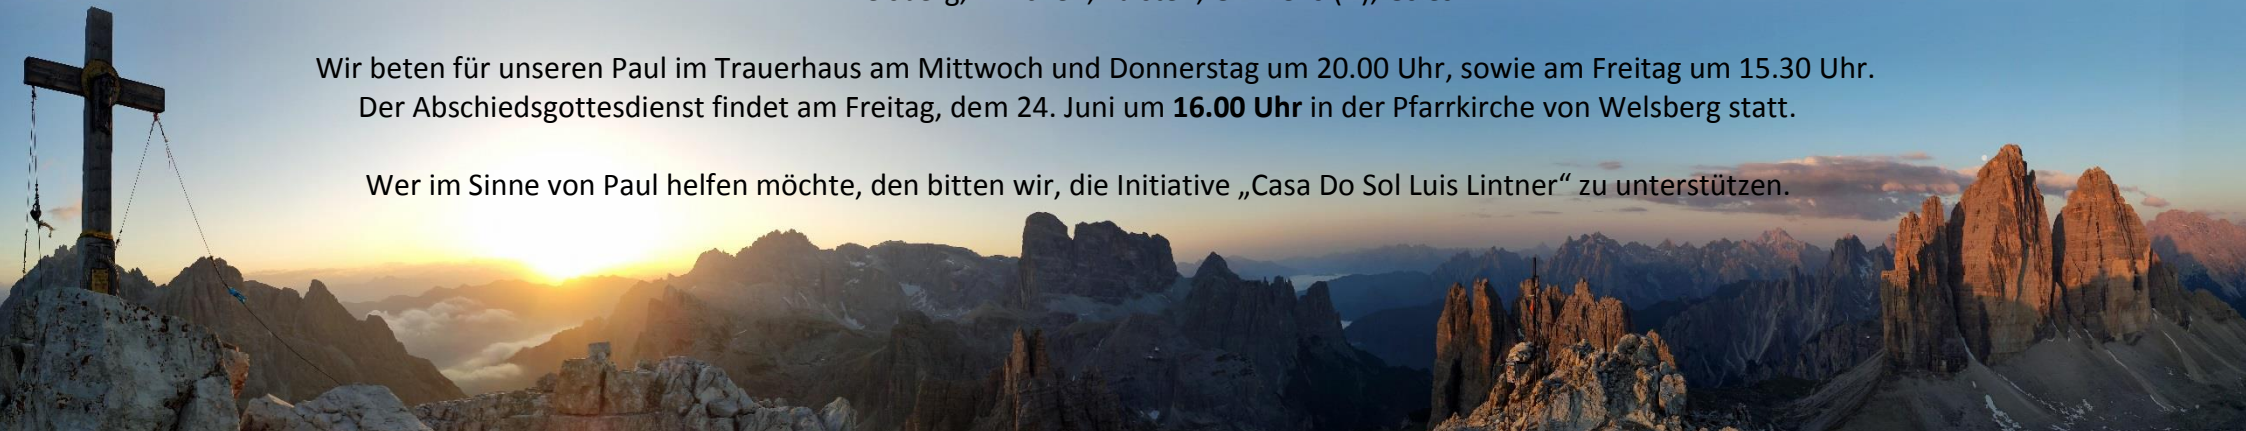 Wir beten für unseren Paul im Trauerhaus am Mittwoch und Donnerstag um 20.00 Uhr, sowie am Freitag um 15.30 Uhr.
Der Abschiedsgottesdienst findet am Freitag, dem 24. Juni um 16.00 Uhr in der Pfarrkirche von Welsberg statt.
Wer im Sinne von Paul helfen möchte, den bitten wir, die Initiative „Casa Do Sol Luis Lintner“ zu unterstützen.